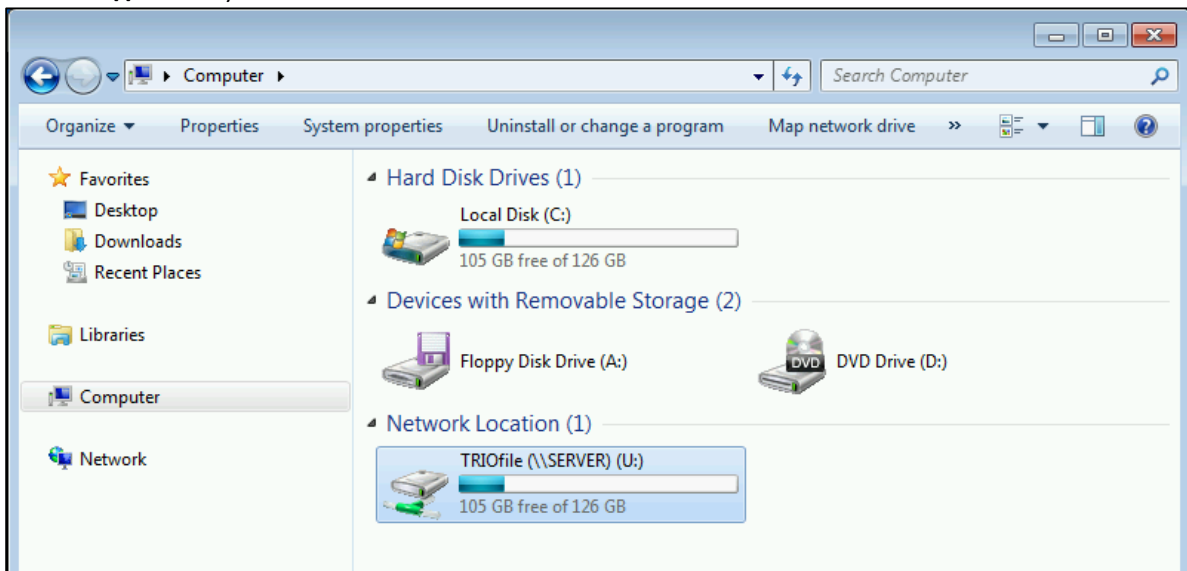 Computer
Search Computer
Organize Properties System properties Uninstall or change a program Map network drive »
Favorites
Desktop
Downloads
Recent Places
Libraries
Computer
Network
Hard Disk Drives (1)
Local Disk (C:)
105 GB free of 126 GB
Devices with Removable Storage (2)
Floppy Disk Drive (A:)
DVD
DVD Drive (D:)
Network Location (1)
TRIOfile (\\SERVER) (U:)
105 GB free of 126 GB